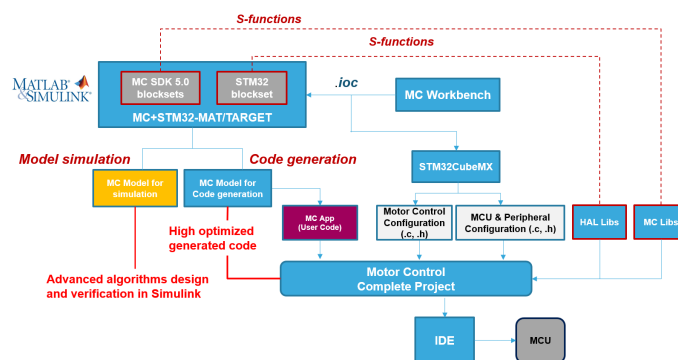 S-functions
S-functions
MATLAB®
&SIMULINK®
MC SDK 5.0
blocksets
STM32
blockset
MC+STM32-MAT/TARGET
.ioc
MC Workbench
Model simulation
Code generation
STM32CubeMX
MC Model for
simulation
MC Model for
Code generation
MC App
(User Code)
Motor Control
Configuration
(.c, .h)
MCU & Peripheral
Configuration (.c, .h)
HAL Libs
MC Libs
High optimized
generated code
Advanced algorithms design
and verification in Simulink
Motor Control
Complete Project
IDE
MCU